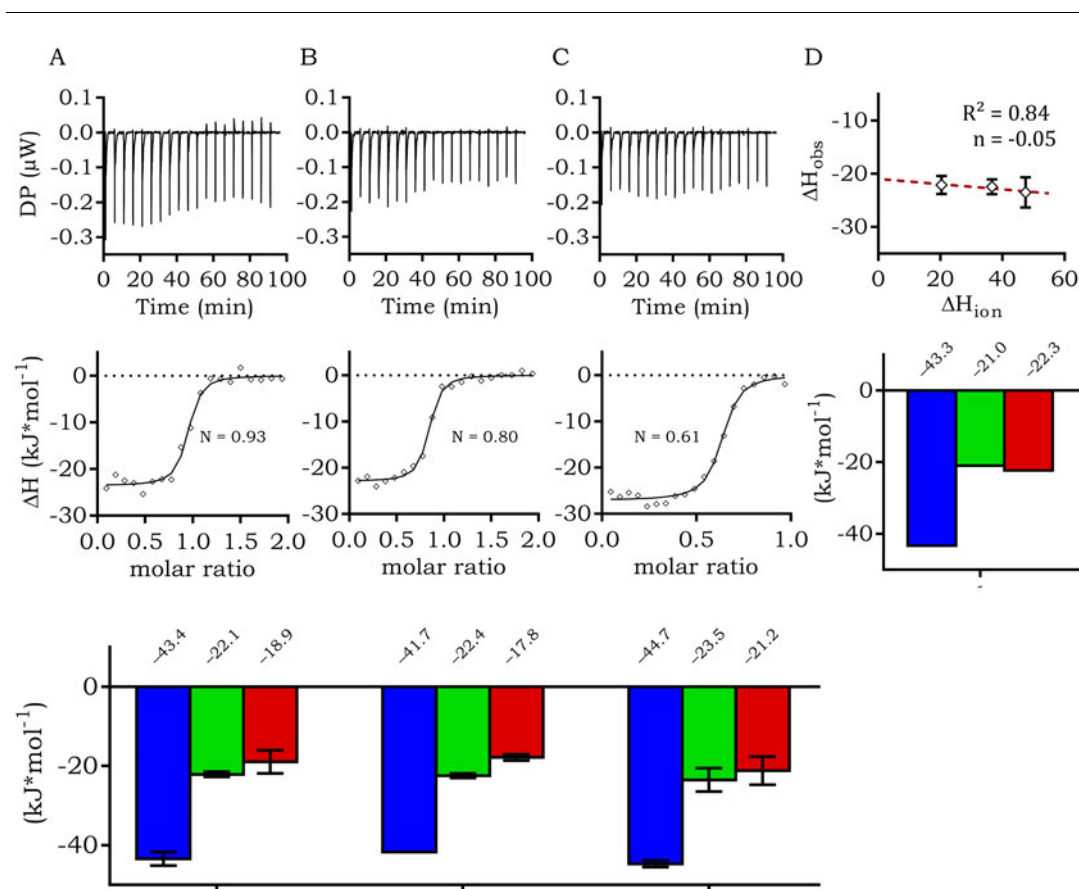 A
B
C
D
0.1
0.0
-0.1
-0.2
-0.3
DP (µW)
0 20 40 60 80 100
Time (min)
0.1
0.0
-0.1
-0.2
-0.3
0 20 40 60 80 100
Time (min)
0.1
0.0
-0.1
-0.2
-0.3
0 20 40 60 80 100
Time (min)
R² = 0.84
n = -0.05
-10
-20
-30
ΔH_obs
0 20 40 60
ΔH_ion
0
-10
-20
-30
ΔH (kJ*mol⁻¹)
N = 0.93
0.0 0.5 1.0 1.5 2.0
molar ratio
0
-10
-20
-30
N = 0.80
0.0 0.5 1.0 1.5 2.0
molar ratio
0
-10
-20
-30
N = 0.61
0.0 0.5 1.0
molar ratio
-43.3 -21.0 -22.3
0
-20
-40
(kJ*mol⁻¹)
-43.4 -22.1 -18.9 -41.7 -22.4 -17.8 -44.7 -23.5 -21.2
0
-20
-40
(kJ*mol⁻¹)